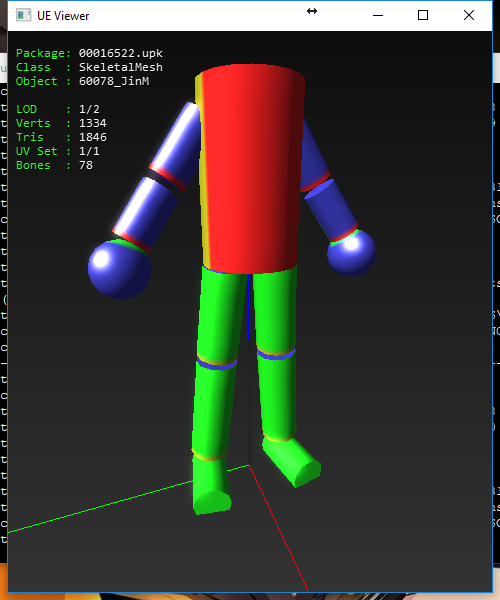 UE Viewer
Package: 00016522.upk
Class : SkeletalMesh
Object : 60078_JinM
LOD : 1/2
Verts : 1334
Tris : 1846
UV Set : 1/1
Bones : 78